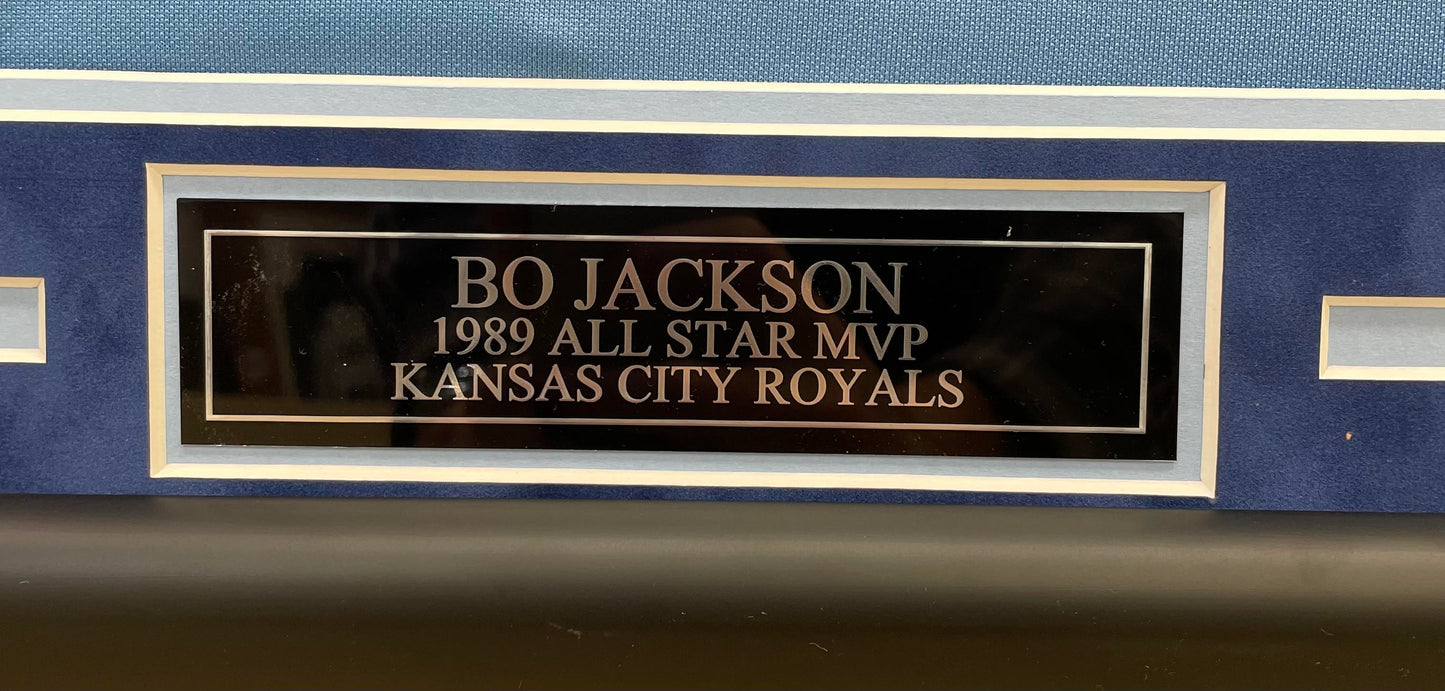 BO JACKSON
1989 ALL STAR MVP
KANSAS CITY ROYALS